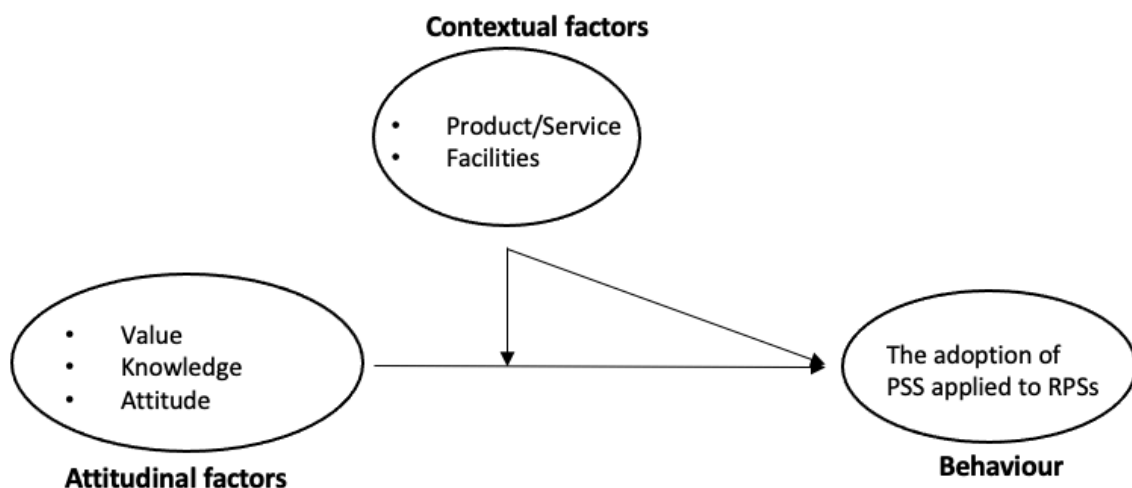 Contextual factors
• Product/Service
• Facilities
• Value
• Knowledge
• Attitude
Attitudinal factors
The adoption of
PSS applied to RPSs
Behaviour